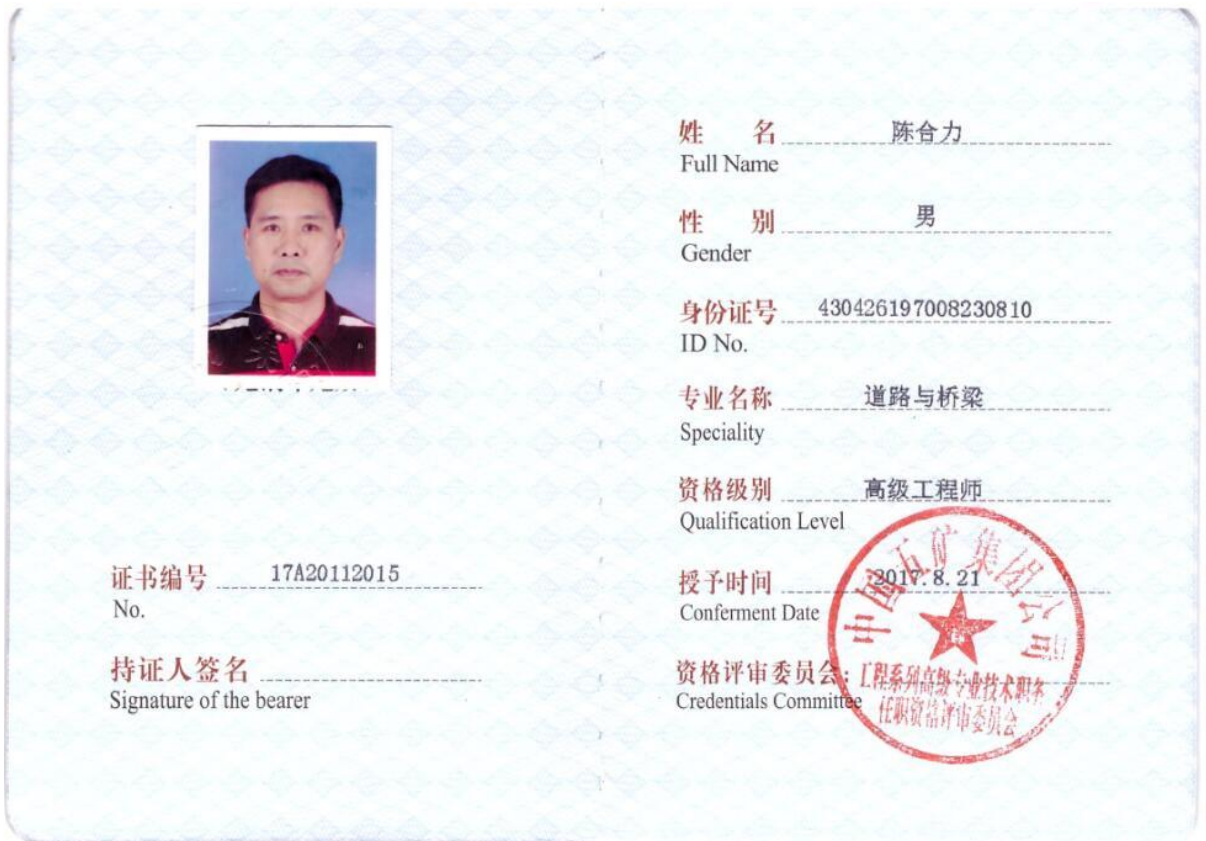 证书编号 17A20112015
No.
持证人签名
Signature of the bearer
姓 名 陈合力
Full Name
性 别 男
Gender
身份证号 430426197008230810
ID No.
专业名称 道路与桥梁
Speciality
资格级别 高级工程师
Qualification Level
授予时间 2017.8.21
Conferment Date
资格评审委员会:
Credentials Committee
中国五矿集团公司
工程系列高级专业技术职务
任职资格评审委员会